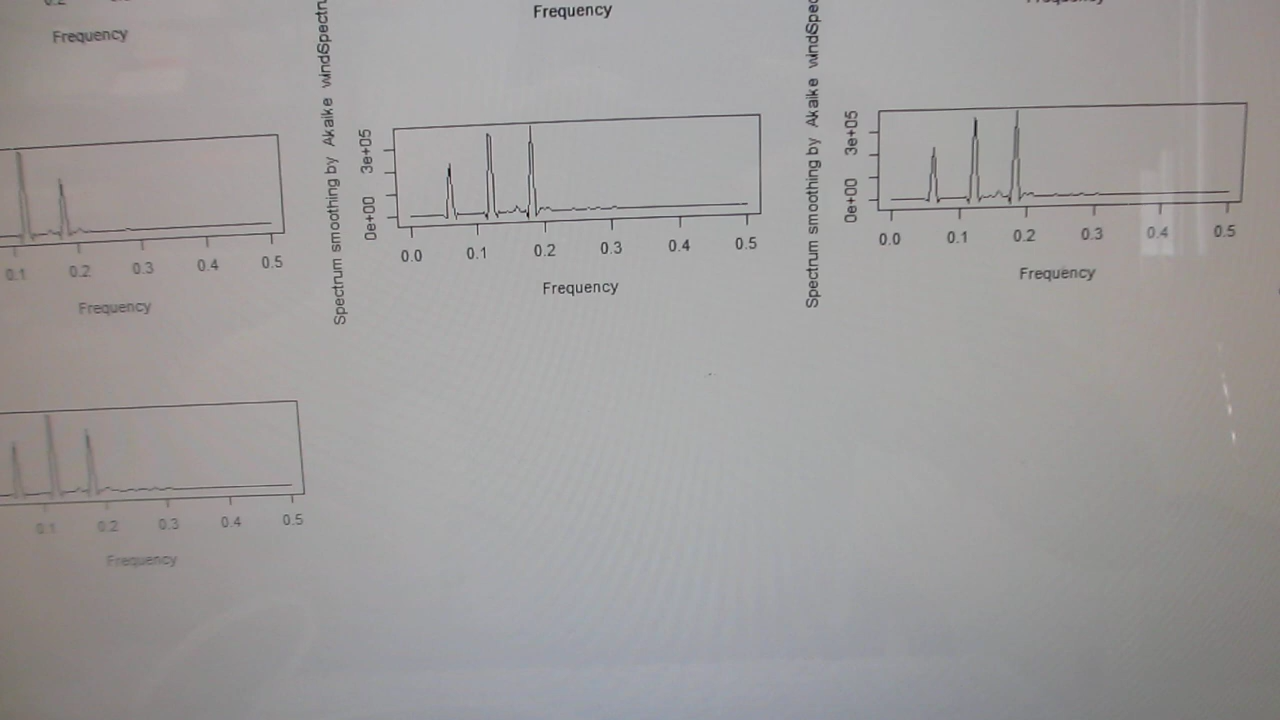 0.2
Frequency
Frequency
Frequency
Spectrum smoothing by Akaike windSpectr
3e+05
0e+00
0.0 0.1 0.2 0.3 0.4 0.5
Frequency
Spectrum smoothing by Akaike windSpec
3e+05
0e+00
0.0 0.1 0.2 0.3 0.4 0.5
Frequency
0.1 0.2 0.3 0.4 0.5
Frequency
0.1 0.2 0.3 0.4 0.5
Frequency